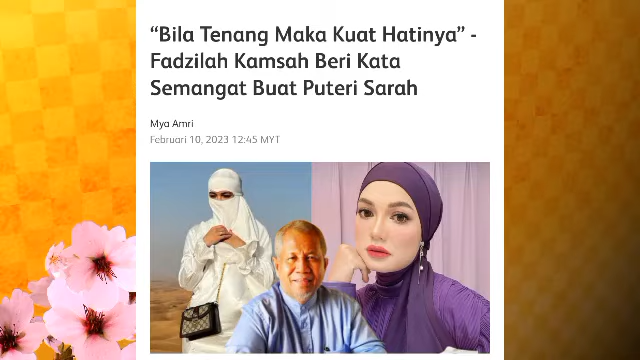 “Bila Tenang Maka Kuat Hatinya” -
Fadzilah Kamsah Beri Kata
Semangat Buat Puteri Sarah
Mya Amri
Februari 10, 2023 12:45 MYT